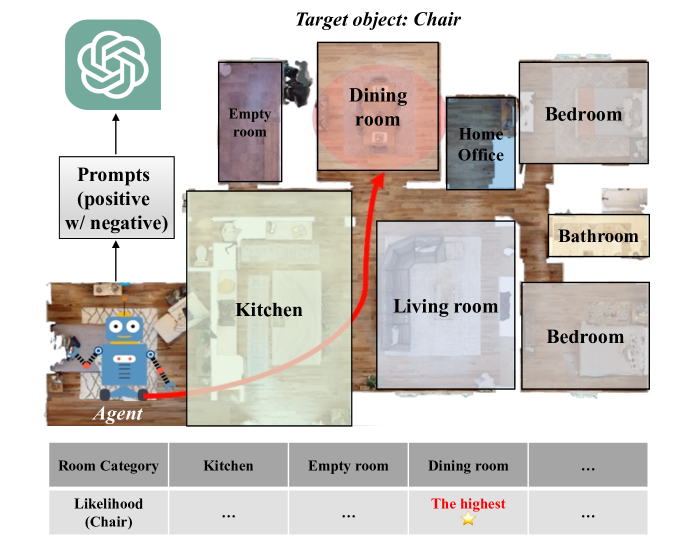 Target object: Chair
Empty
room
Dining
room
Home
Office
Bedroom
Prompts
(positive
w/ negative)
Kitchen
Living room
Bathroom
Bedroom
Agent
Room Category
Kitchen
Empty room
Dining room
...
Likelihood
(Chair)
...
...
The highest
...